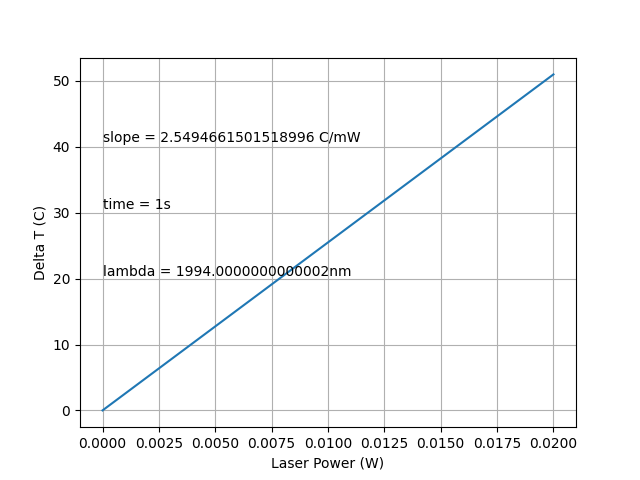 50
40
30
20
10
0
Delta T (C)
slope = 2.5494661501518996 C/mW
time = 1s
lambda = 1994.0000000000002nm
0.0000 0.0025 0.0050 0.0075 0.0100 0.0125 0.0150 0.0175 0.0200
Laser Power (W)